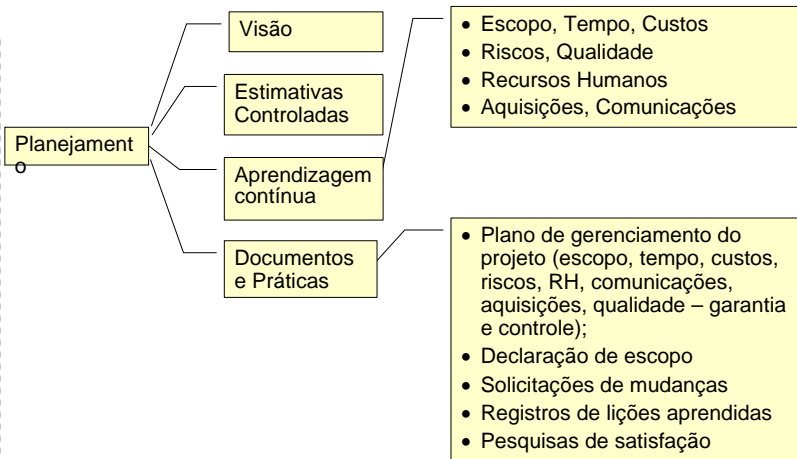 Planejament
o
Visão
Estimativas
Controladas
Aprendizagem
contínua
Documentos
e Práticas
• Escopo, Tempo, Custos
• Riscos, Qualidade
• Recursos Humanos
• Aquisições, Comunicações
• Plano de gerenciamento do
projeto (escopo, tempo, custos,
riscos, RH, comunicações,
aquisições, qualidade – garantia
e controle);
• Declaração de escopo
• Solicitações de mudanças
• Registros de lições aprendidas
• Pesquisas de satisfação